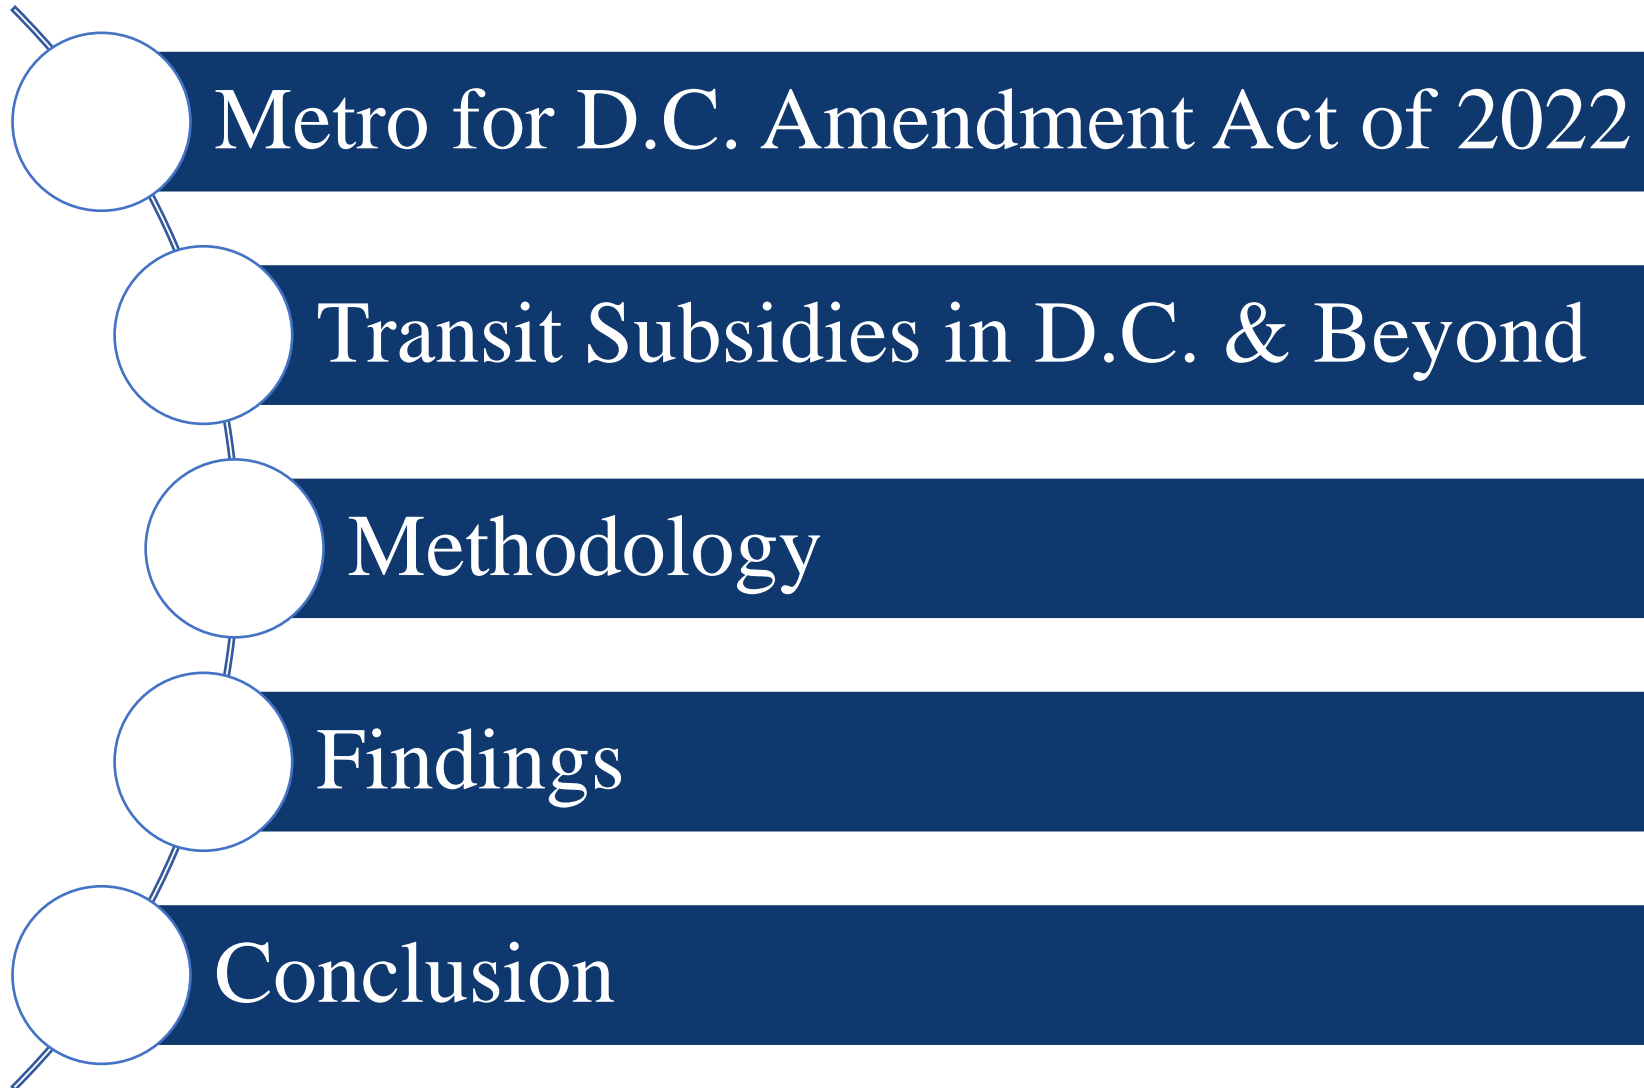 Metro for D.C. Amendment Act of 2022
Transit Subsidies in D.C. & Beyond
Methodology
Findings
Conclusion